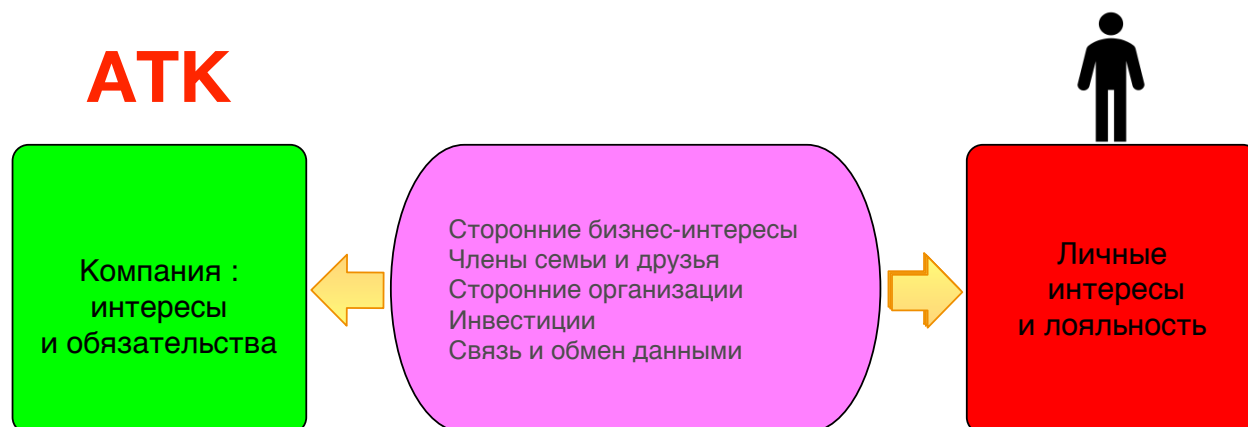 АТК
Компания :
интересы
и обязательства
Сторонние бизнес-интересы
Члены семьи и друзья
Сторонние организации
Инвестиции
Связь и обмен данными
Личные
интересы
и лояльность